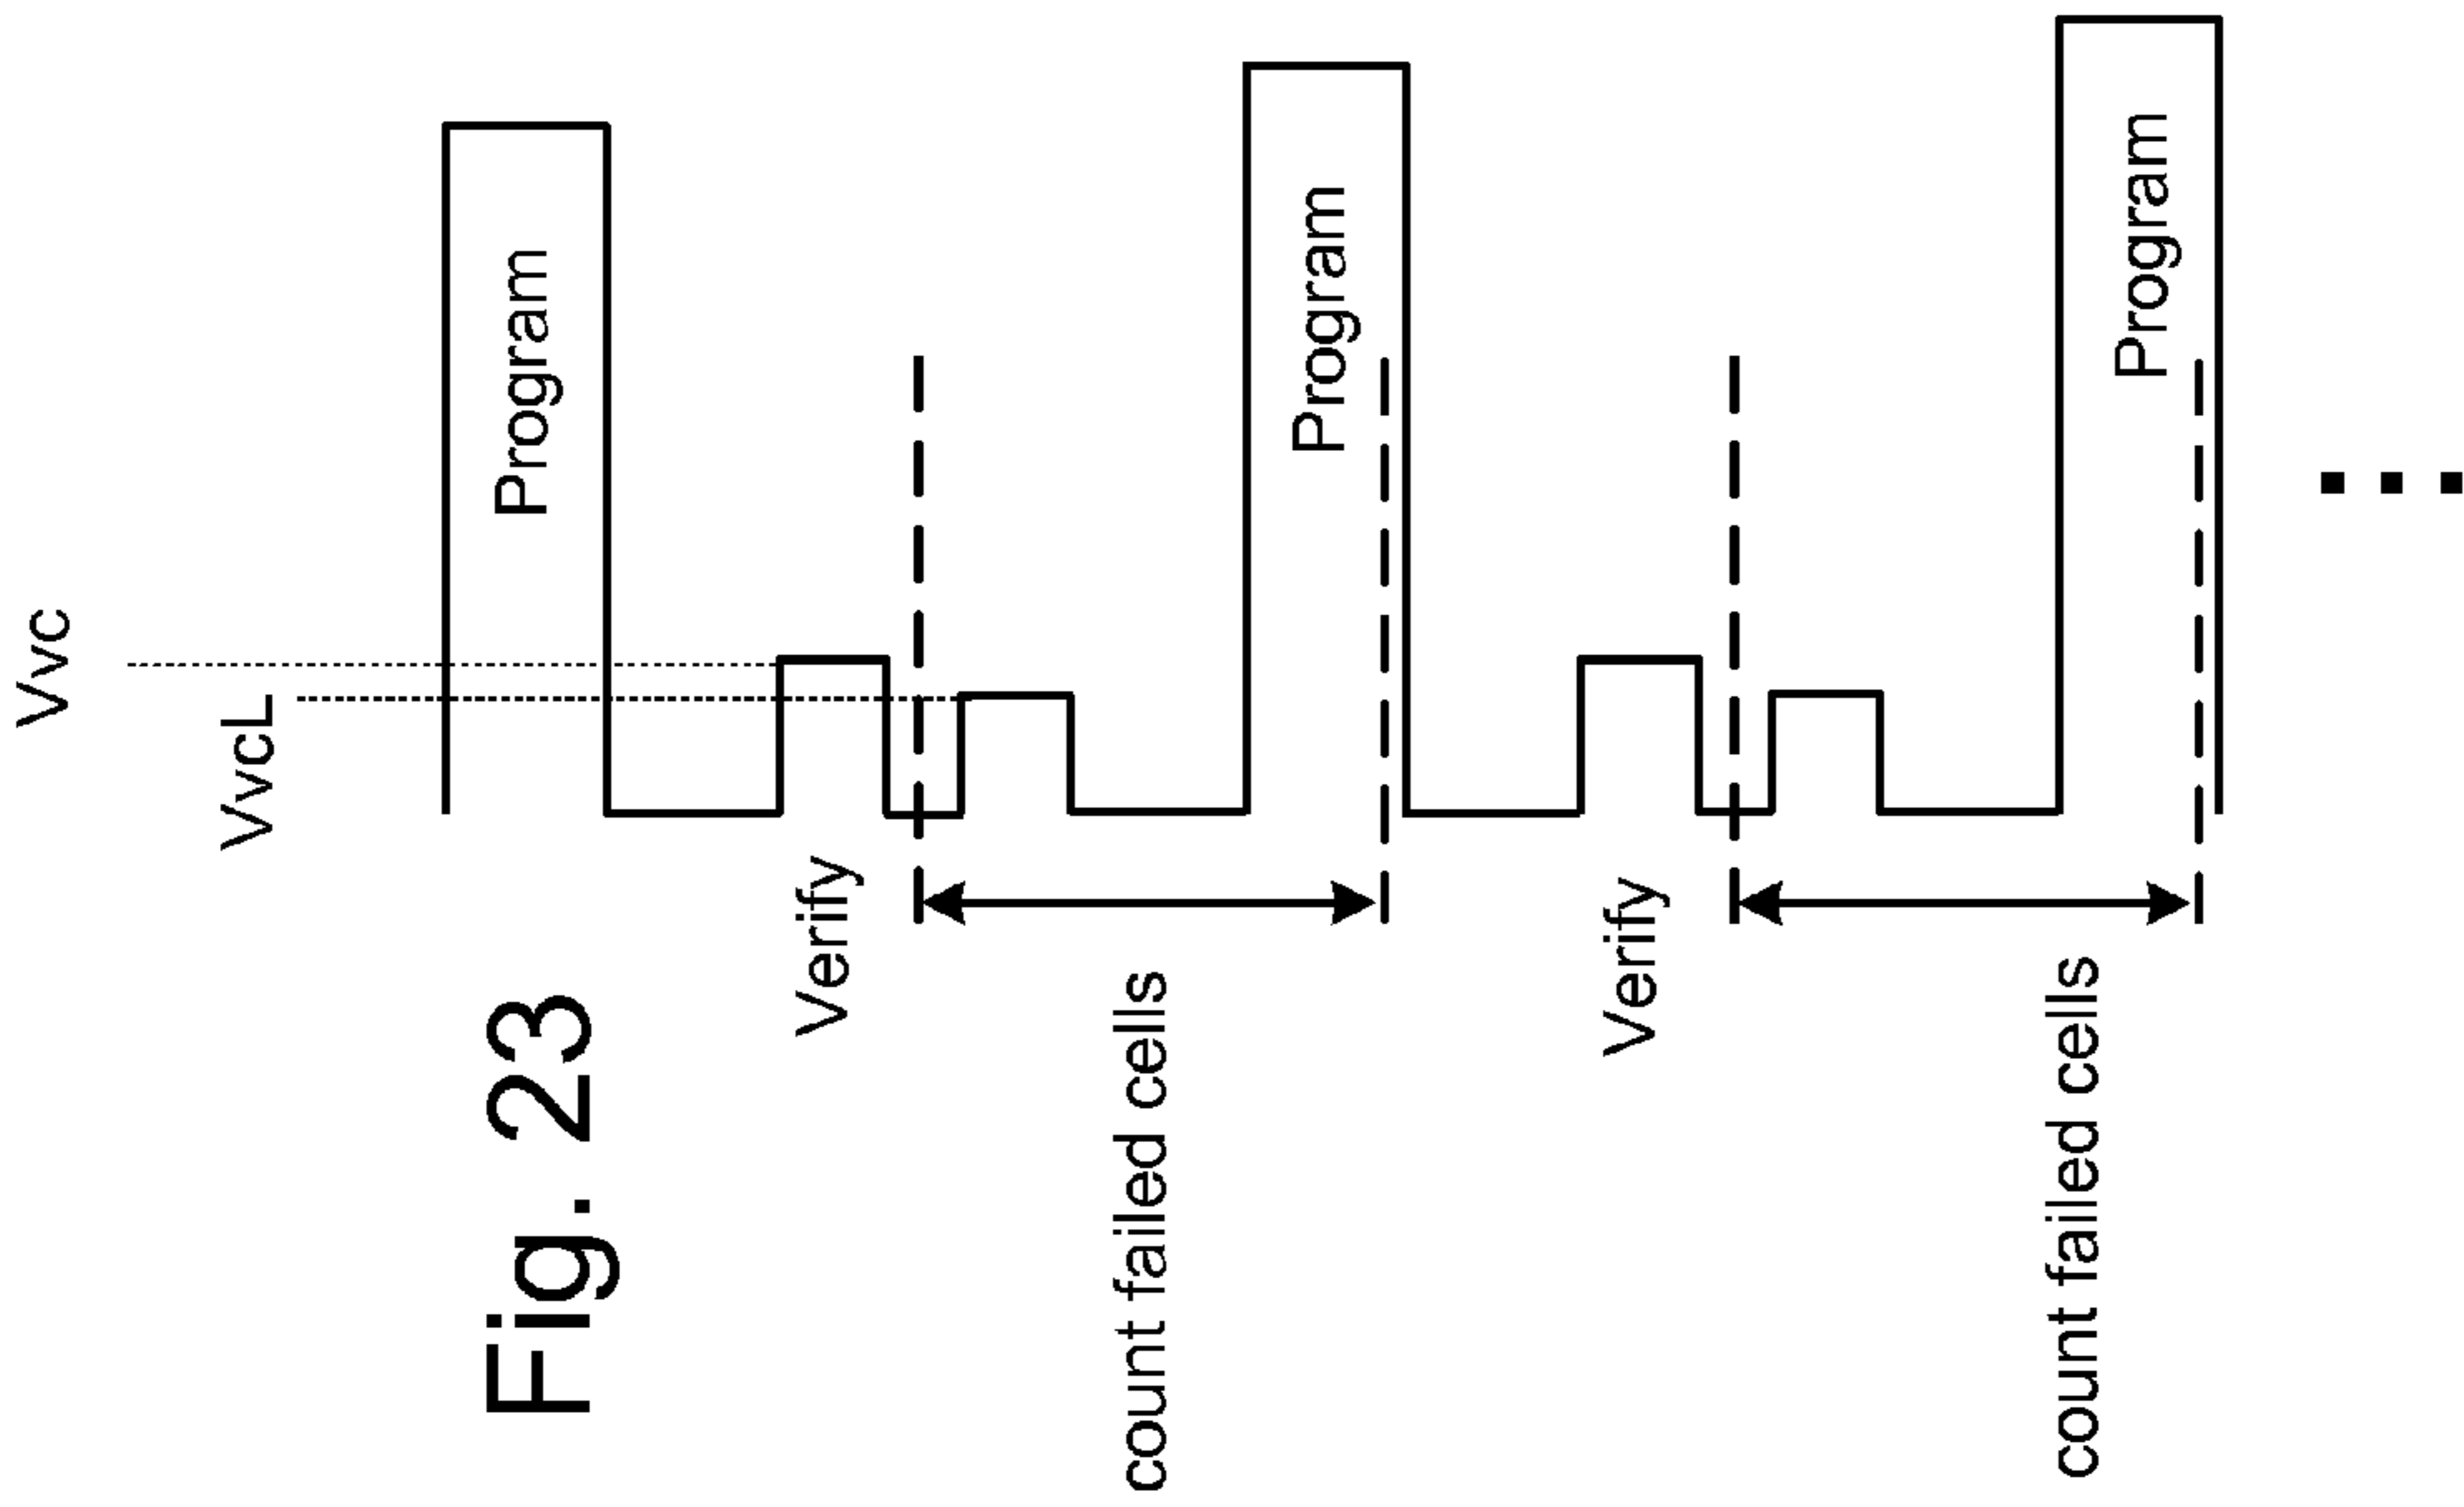 Vvc
VvcL
Program
Program
Program
Verify
Verify
count failed cells
count failed cells
Fig. 23